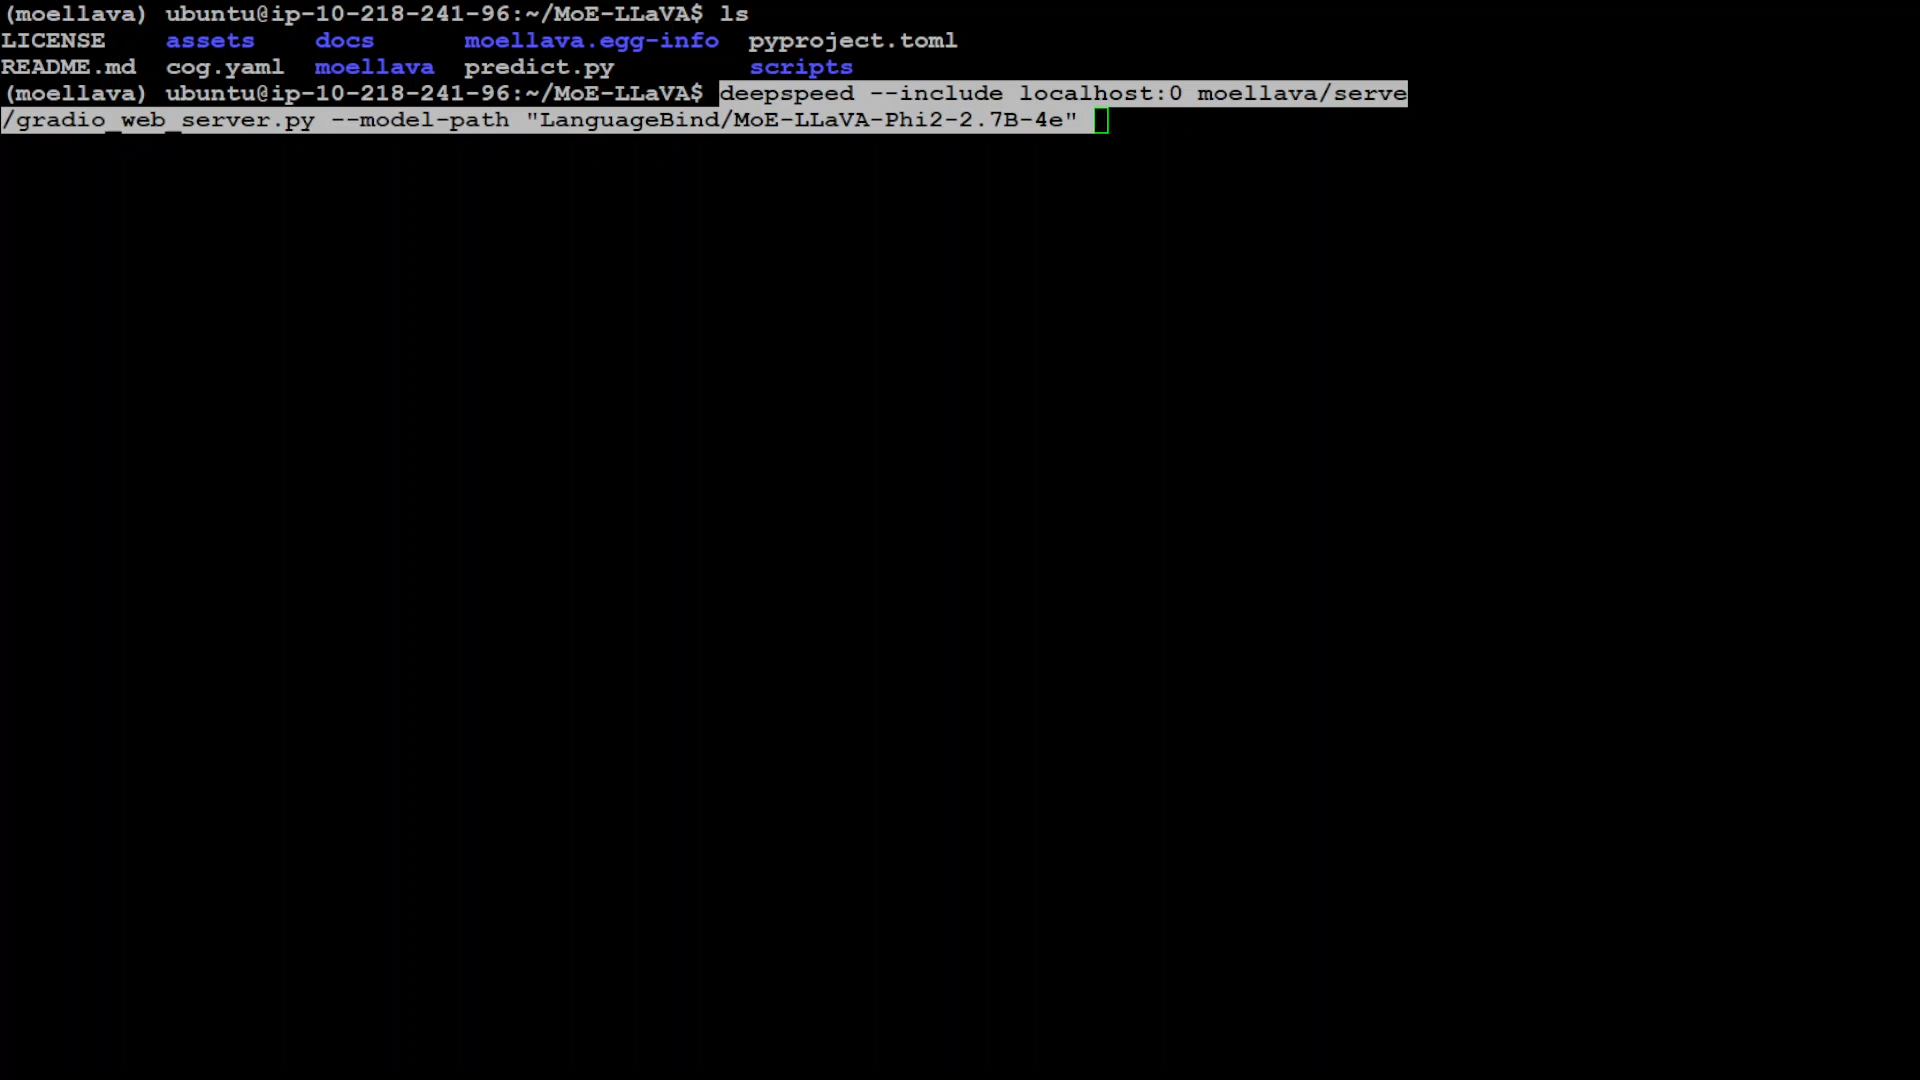 (moellava) ubuntu@ip-10-218-241-96:~/MoE-LLaVA$ ls
LICENSE    assets    docs      moellava.egg-info  pyproject.toml
README.md  cog.yaml  moellava  predict.py         scripts
(moellava) ubuntu@ip-10-218-241-96:~/MoE-LLaVA$ deepspeed --include localhost:0 moellava/serve
/gradio_web_server.py --model-path "LanguageBind/MoE-LLaVA-Phi2-2.7B-4e"